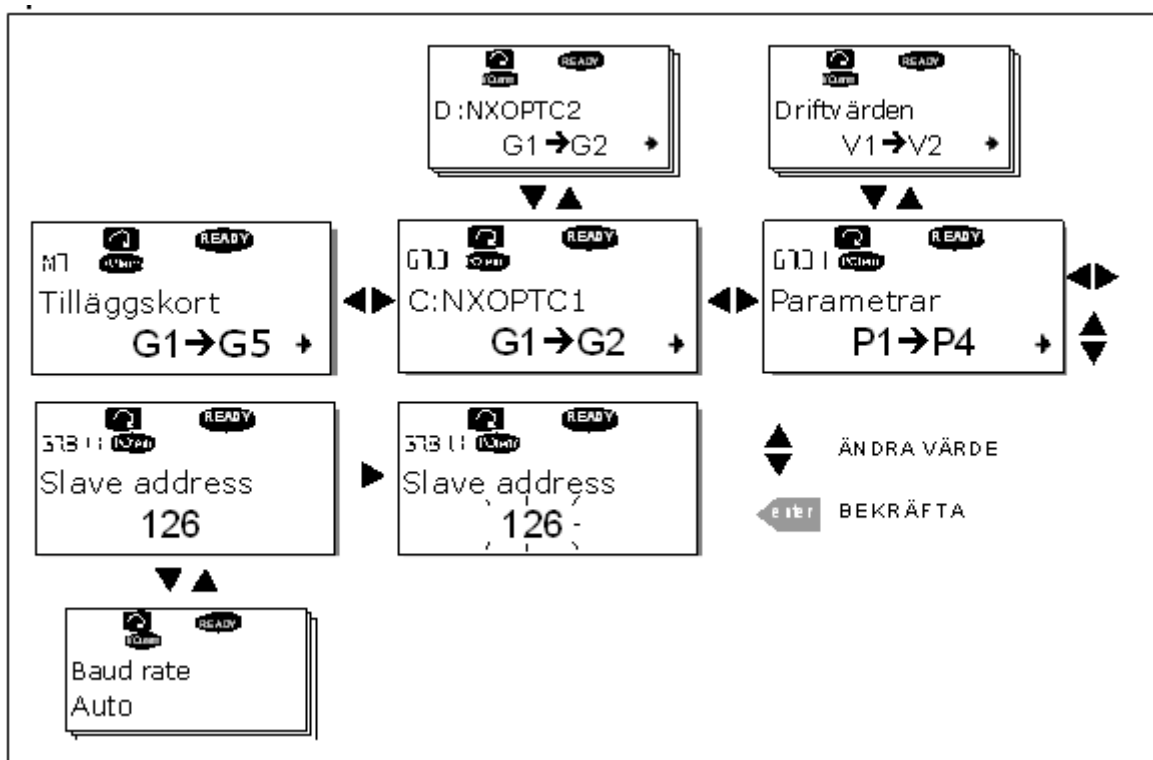 READY
D:NXOPTC2
G1➔G2
READY
Driftvärden
V1➔V2
M7
READY
Tilläggskort
G1➔G5
READY
C:NXOPTC1
G1➔G2
READY
Parametrar
P1➔P4
READY
Slave address
126
READY
Slave address
126
ÄNDRA VÄRDE
enter
BEKRÄFTA
READY
Baud rate
Auto